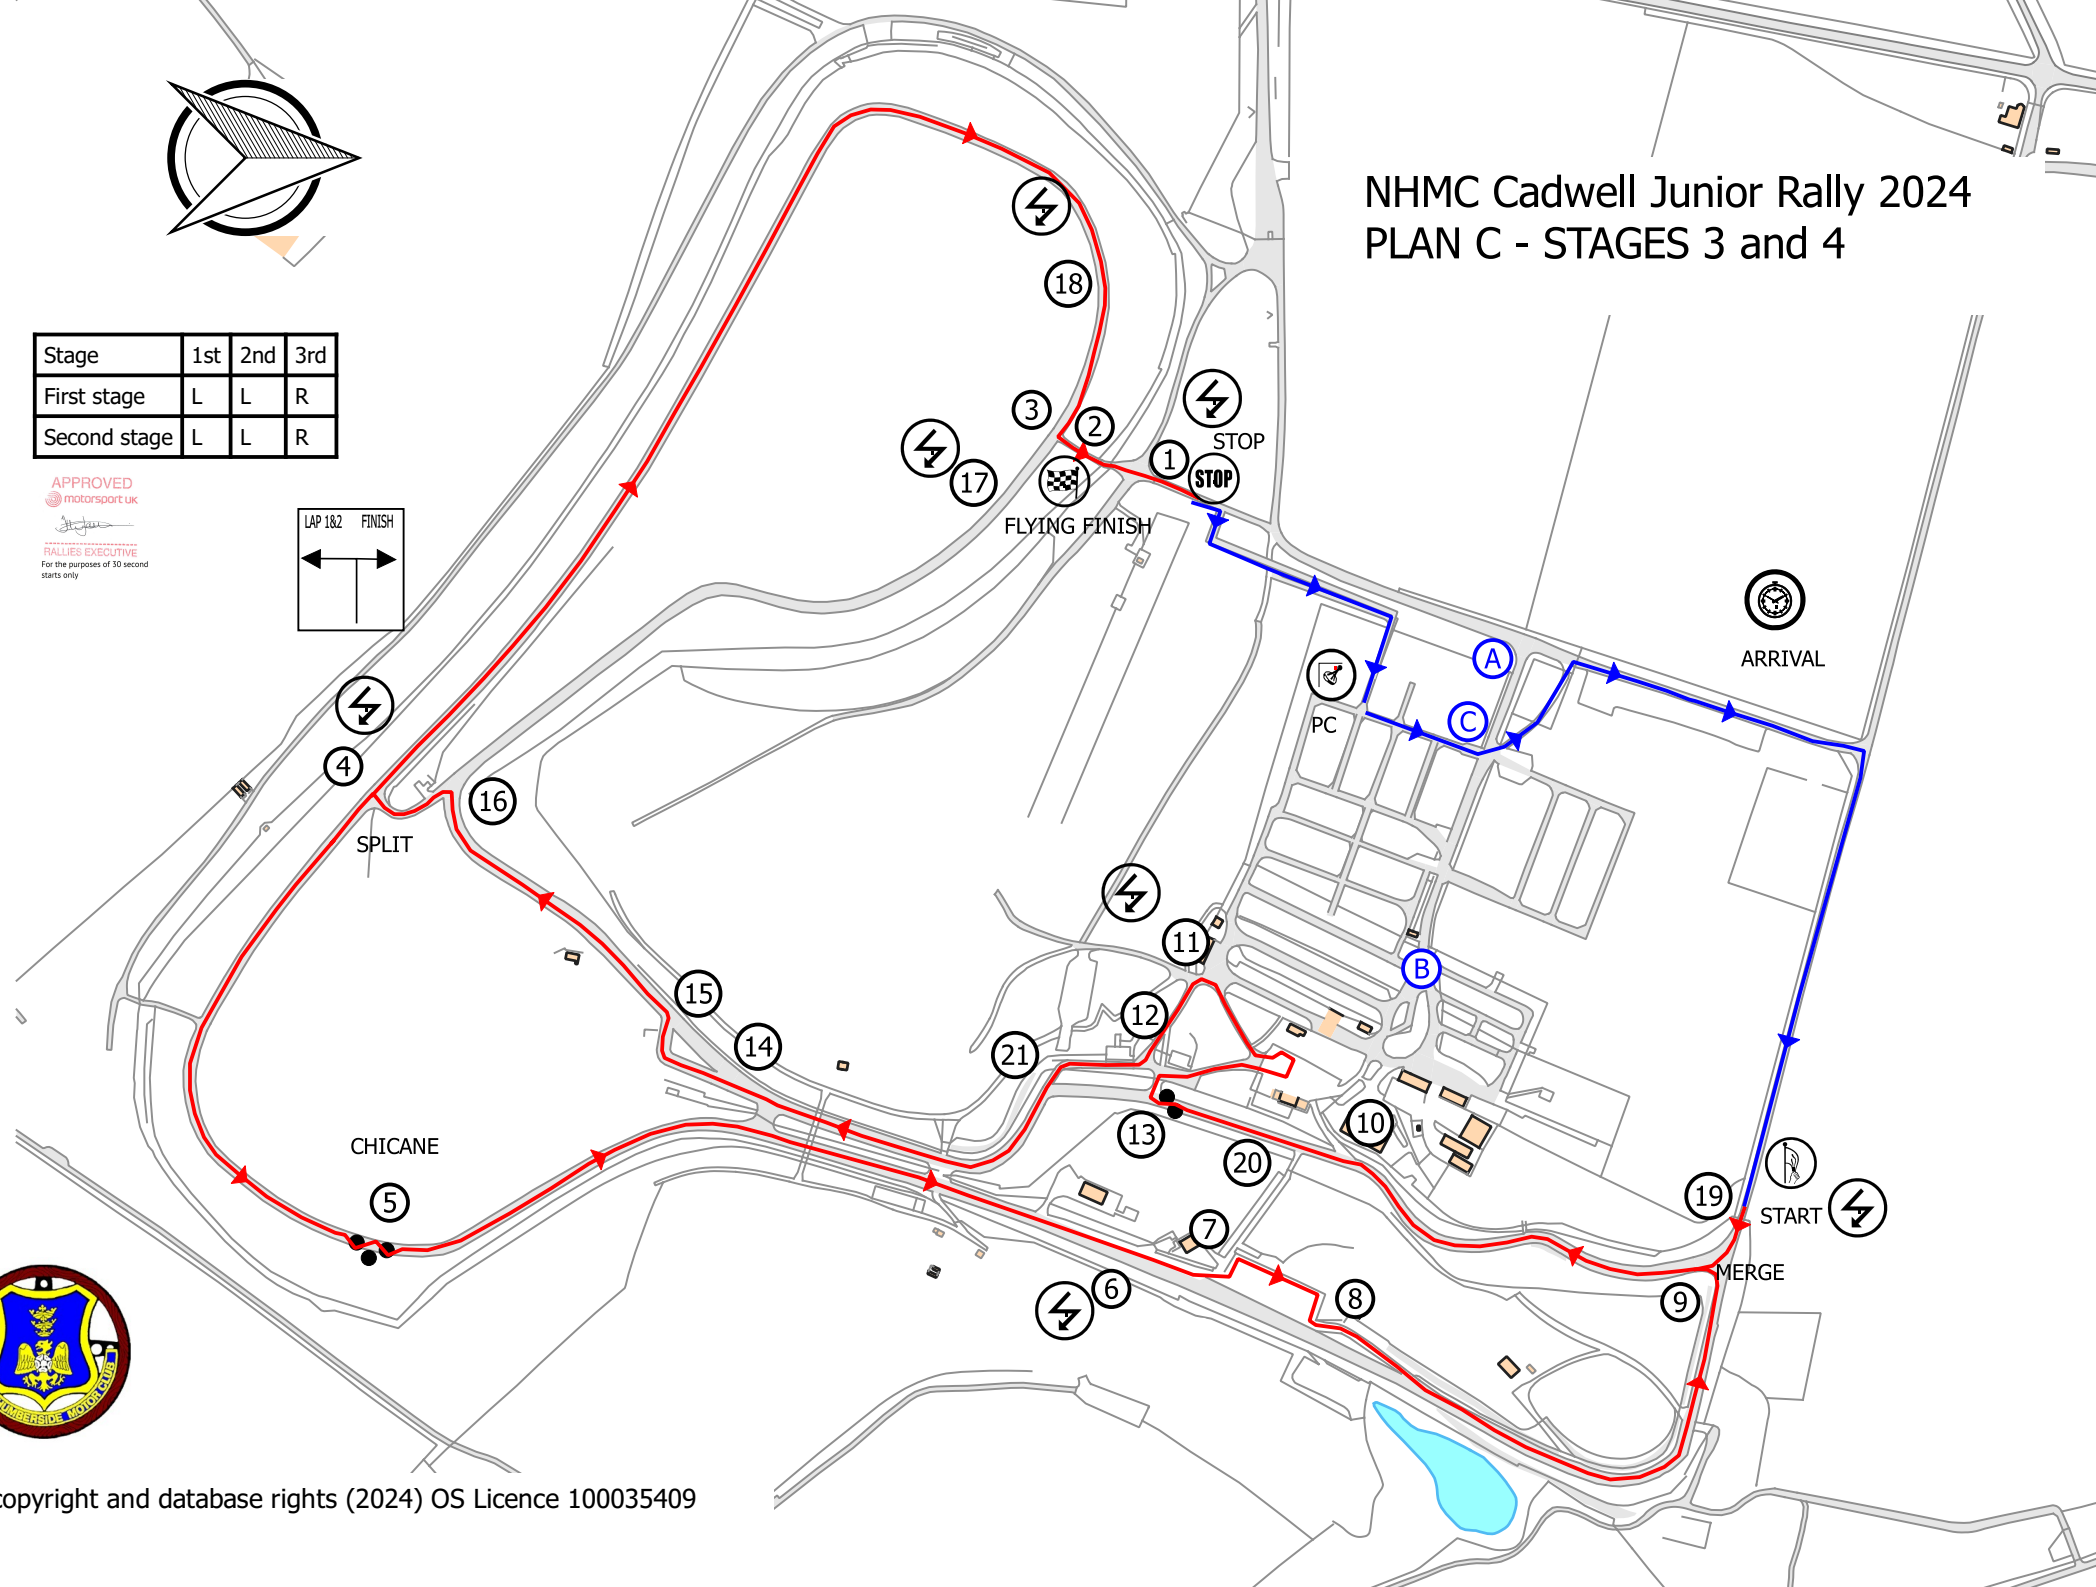 NHMC Cadwell Junior Rally 2024
PLAN C - STAGES 3 and 4
Stage 1st 2nd 3rd
First stage L L R
Second stage L L R
APPROVED
motorsport uk
RALLIES EXECUTIVE
For the purposes of 30 second
starts only
LAP 1&2 FINISH
18
3
2
1
STOP
STOP
17
FLYING FINISH
A
ARRIVAL
C
PC
4
16
SPLIT
11
B
15
12
14
21
10
13
CHICANE
20
5
19
START
7
MERGE
6
8
9
HUMBERSIDE MOTOR CLUB
copyright and database rights (2024) OS Licence 100035409